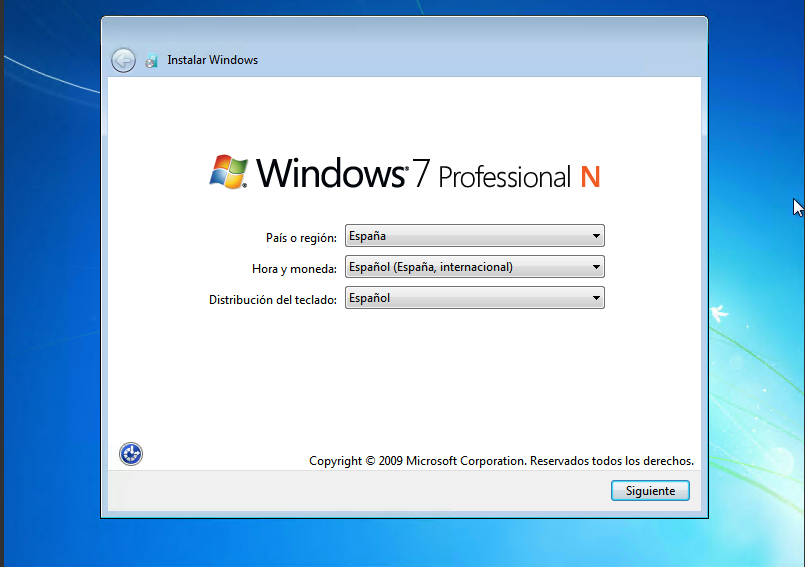 Instalar Windows
Windows® 7 Professional N
País o región: España
Hora y moneda: Español (España, internacional)
Distribución del teclado: Español
Copyright © 2009 Microsoft Corporation. Reservados todos los derechos.
Siguiente